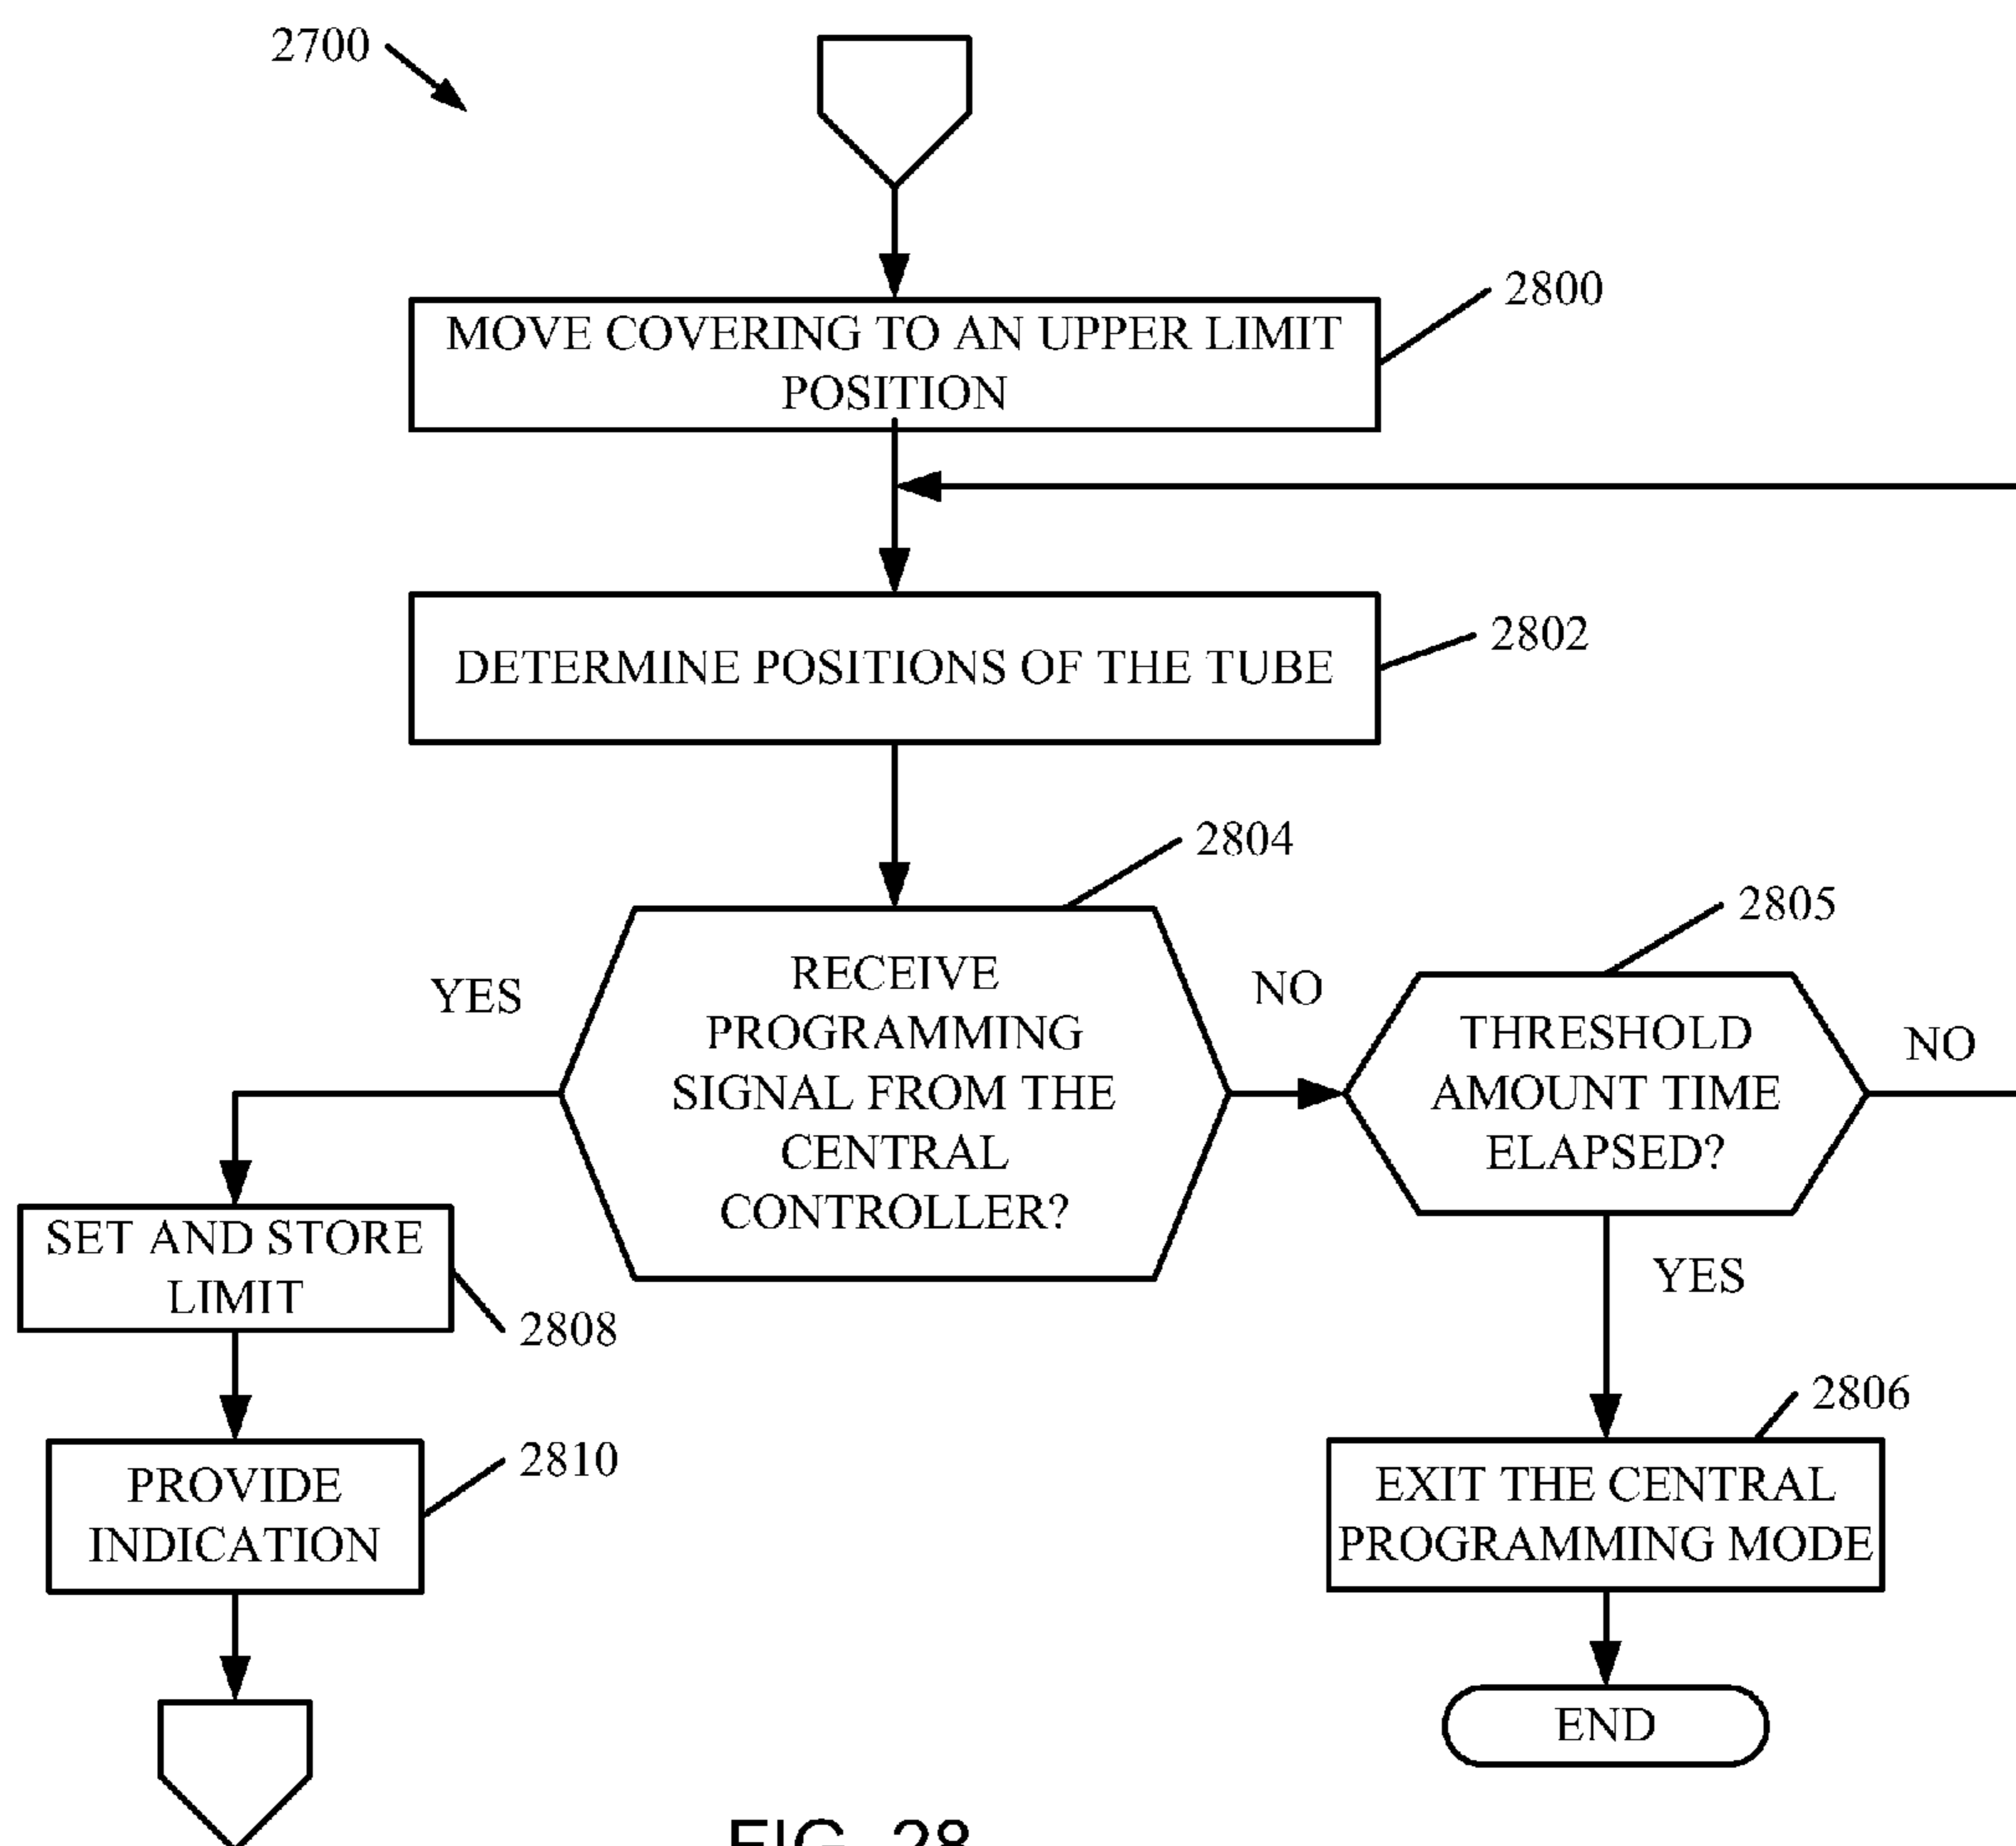 2700
MOVE COVERING TO AN UPPER LIMIT
POSITION
2800
DETERMINE POSITIONS OF THE TUBE
2802
2804
RECEIVE
PROGRAMMING
SIGNAL FROM THE
CENTRAL
CONTROLLER?
YES
NO
2805
THRESHOLD
AMOUNT TIME
ELAPSED?
NO
YES
SET AND STORE
LIMIT
2808
2806
PROVIDE
INDICATION
2810
EXIT THE CENTRAL
PROGRAMMING MODE
END
FIG. 28